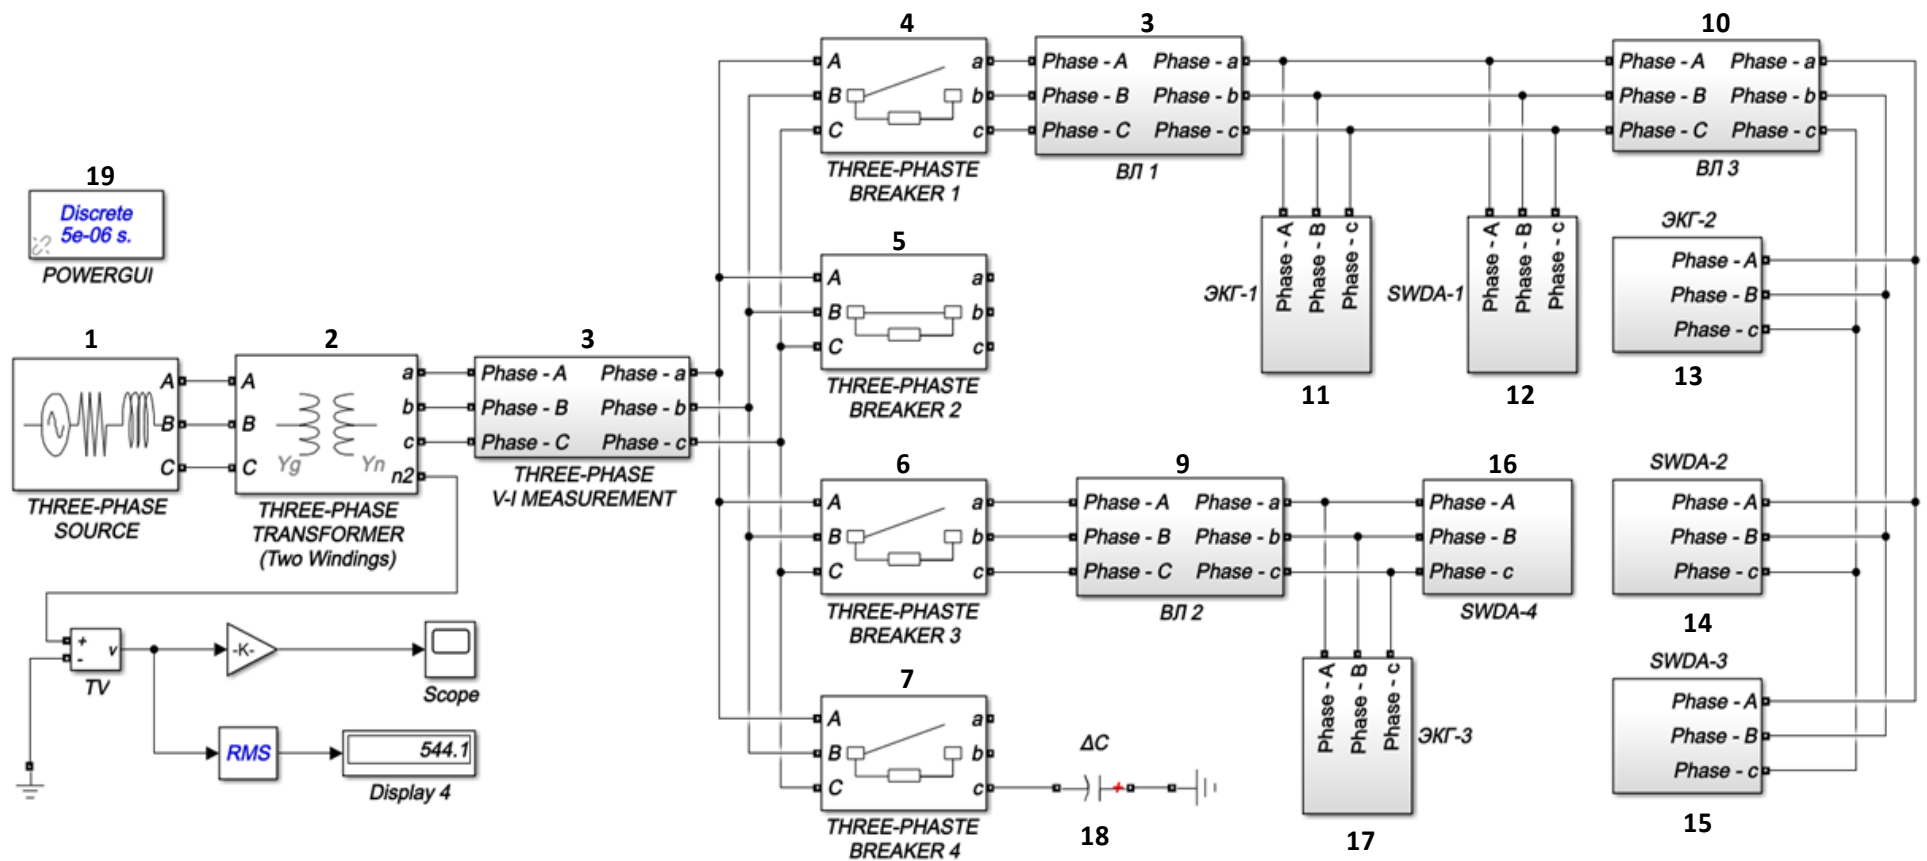 19
Discrete
5e-06 s.
POWERGUI
1
A
B
C
THREE-PHASE
SOURCE
2
A
B
C
Yg
Yn
a
b
c
n2
THREE-PHASE
TRANSFORMER
(Two Windings)
3
Phase - A
Phase - a
Phase - B
Phase - b
Phase - C
Phase - c
THREE-PHASE
V-I MEASUREMENT
+
-
v
TV
-K-
Scope
RMS
544.1
Display 4
4
A
a
B
b
C
c
THREE-PHASTE
BREAKER 1
3
Phase - A
Phase - a
Phase - B
Phase - b
Phase - C
Phase - c
ВЛ 1
10
Phase - A
Phase - a
Phase - B
Phase - b
Phase - C
Phase - c
ВЛ 3
5
A
a
B
b
C
c
THREE-PHASTE
BREAKER 2
ЭКГ-1
Phase - A
Phase - B
Phase - c
11
SWDA-1
Phase - A
Phase - B
Phase - c
12
ЭКГ-2
Phase - A
Phase - B
Phase - c
13
6
A
a
B
b
C
c
THREE-PHASTE
BREAKER 3
9
Phase - A
Phase - a
Phase - B
Phase - b
Phase - C
Phase - c
ВЛ 2
16
Phase - A
Phase - B
Phase - c
SWDA-4
SWDA-2
Phase - A
Phase - B
Phase - c
14
7
A
a
B
b
C
c
THREE-PHASTE
BREAKER 4
ΔC
+
18
Phase - A
Phase - B
Phase - c
ЭКГ-3
17
SWDA-3
Phase - A
Phase - B
Phase - c
15